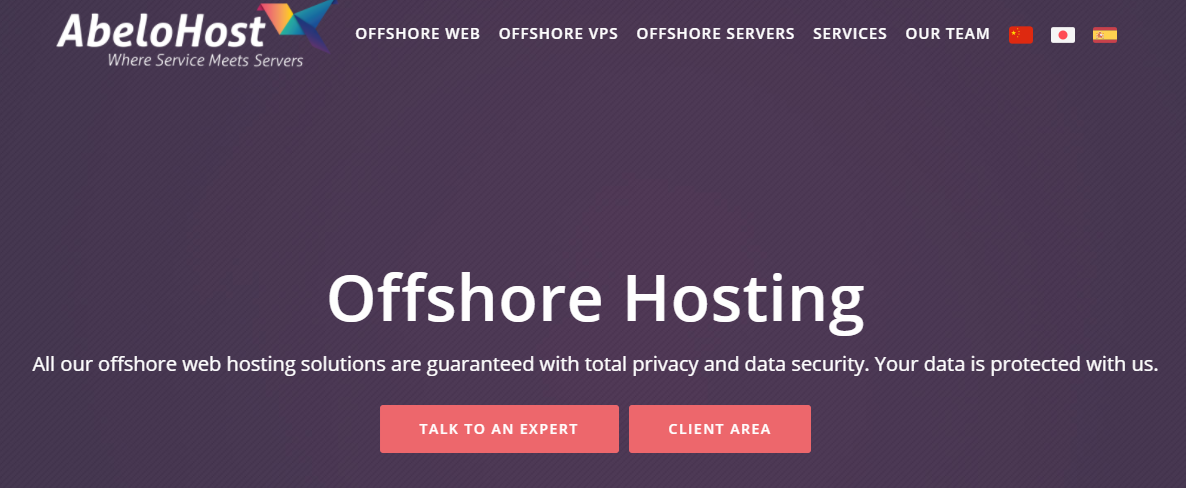 AbeloHost
Where Service Meets Servers
OFFSHORE WEB OFFSHORE VPS OFFSHORE SERVERS SERVICES OUR TEAM
Offshore Hosting
All our offshore web hosting solutions are guaranteed with total privacy and data security. Your data is protected with us.
TALK TO AN EXPERT CLIENT AREA